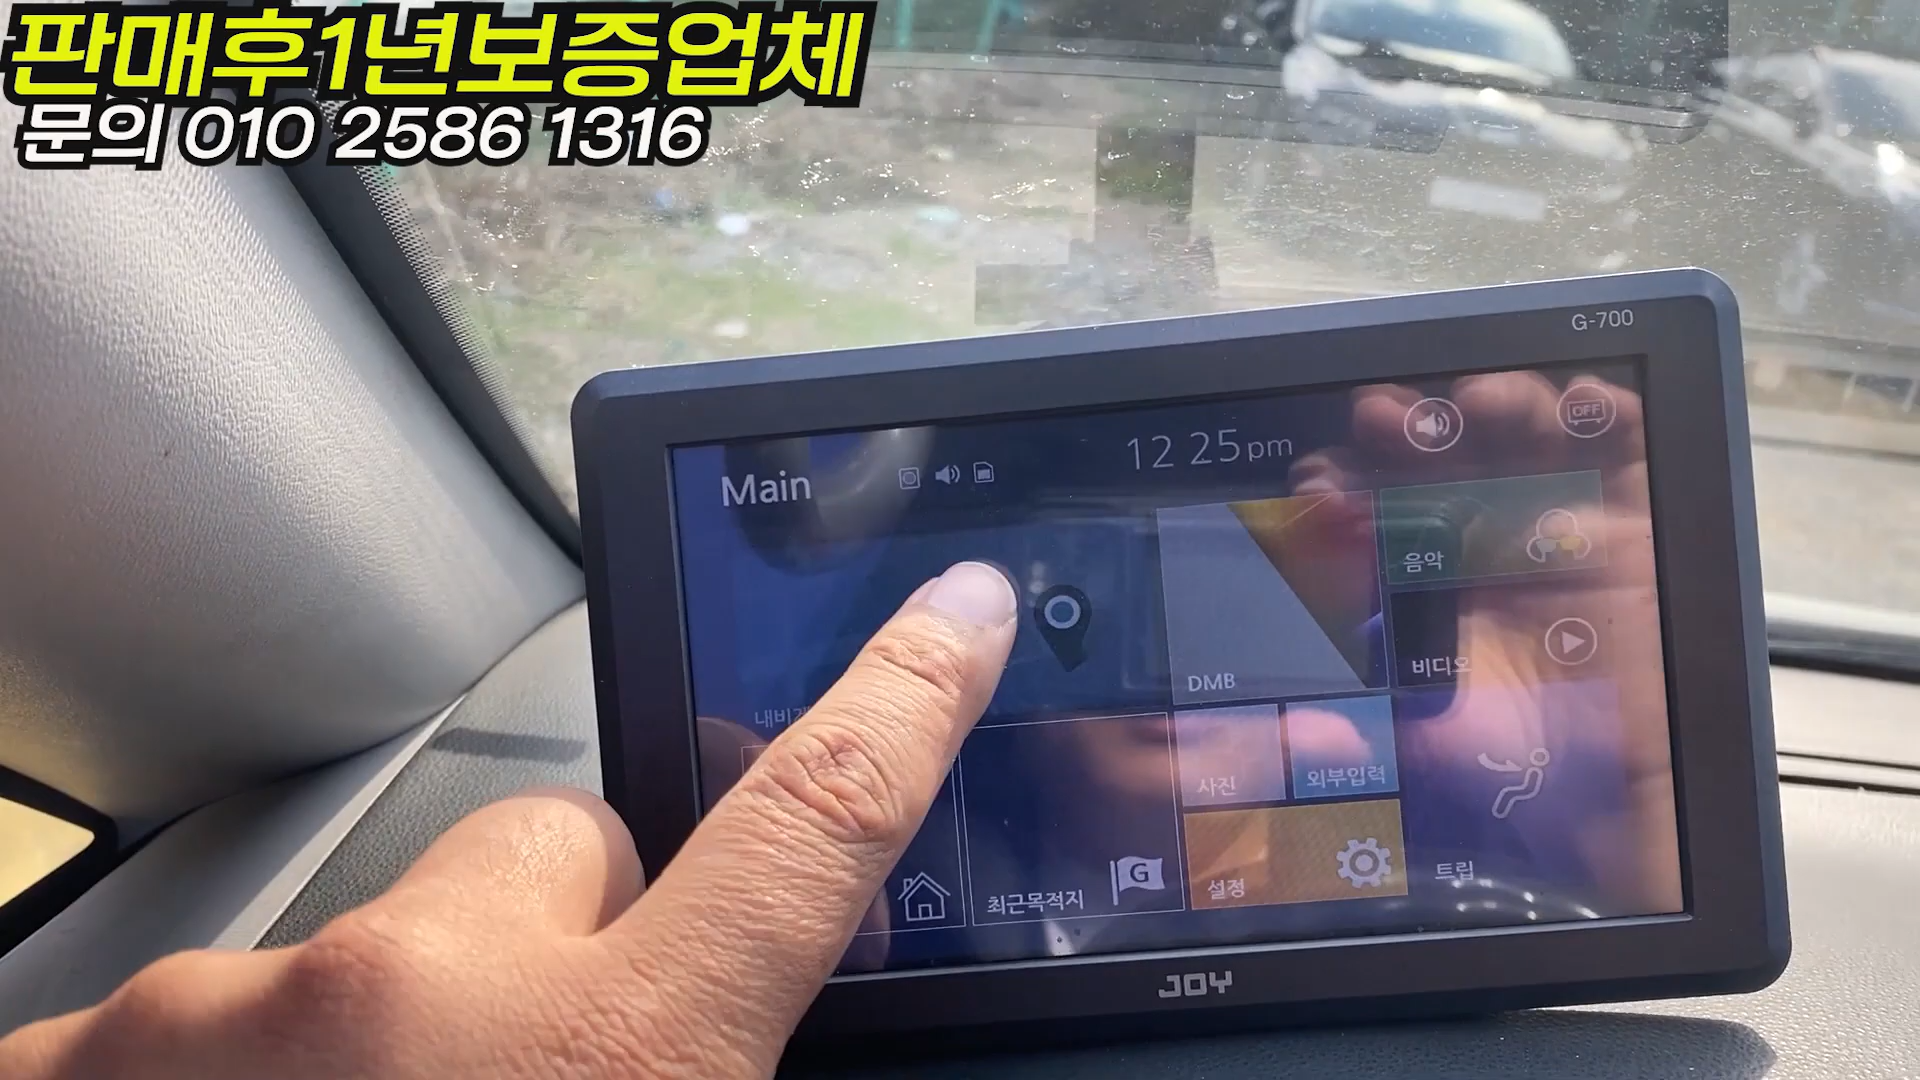 판매후1년보증업체
문의 010 2586 1316
G-700
OFF
Main
12 25pm
음악
DMB
비디오
사진
외부입력
G
최근목적지
설정
트립
JOY